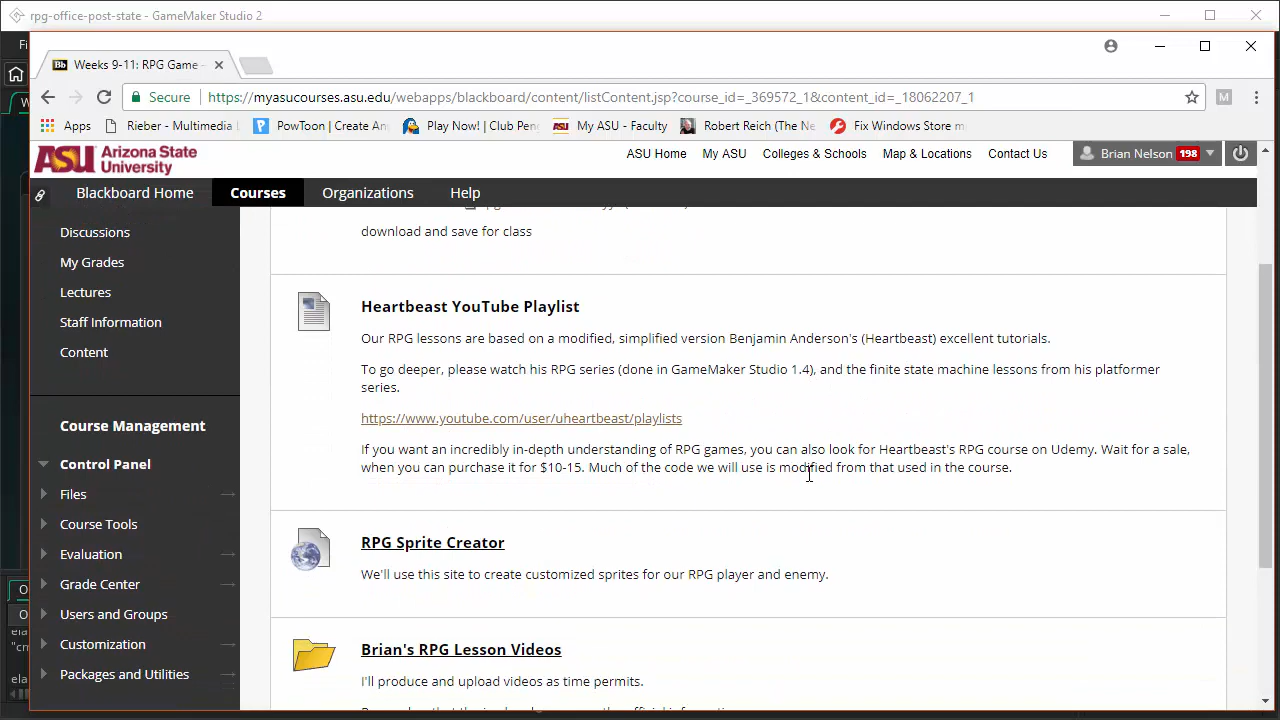 rpg-office-post-state - GameMaker Studio 2
Weeks 9-11: RPG Game -
Secure https://myasucourses.asu.edu/webapps/blackboard/content/listContent.jsp?course_id=_369572_1&content_id=_18062207_1
Apps Rieber - Multimedia PowToon | Create An Play Now! | Club Pen My ASU - Faculty Robert Rich (The Ne Fix Windows Store
ASU Arizona State University
ASU Home My ASU Colleges & Schools Map & Locations Contact Us Brian Nelson 198
Blackboard Home Courses Organizations Help
Discussions
My Grades
Lectures
Staff Information
Content
Course Management
Control Panel
Files
Course Tools
Evaluation
Grade Center
Users and Groups
Customization
Packages and Utilities
download and save for class
Heartbeast YouTube Playlist
Our RPG lessons are based on a modified, simplified version Benjamin Anderson's (Heartbeast) excellent tutorials.
To go deeper, please watch his RPG series (done in GameMaker Studio 1.4), and the finite state machine lessons from his platformer
series.
https://www.youtube.com/user/uheartbeast/playlists
If you want an incredibly in-depth understanding of RPG games, you can also look for Heartbeast's RPG course on Udemy. Wait for a sale,
when you can purchase it for $10-15. Much of the code we will use is modified from that used in the course.
RPG Sprite Creator
We'll use this site to create customized sprites for our RPG player and enemy.
Brian's RPG Lesson Videos
I'll produce and upload videos as time permits.